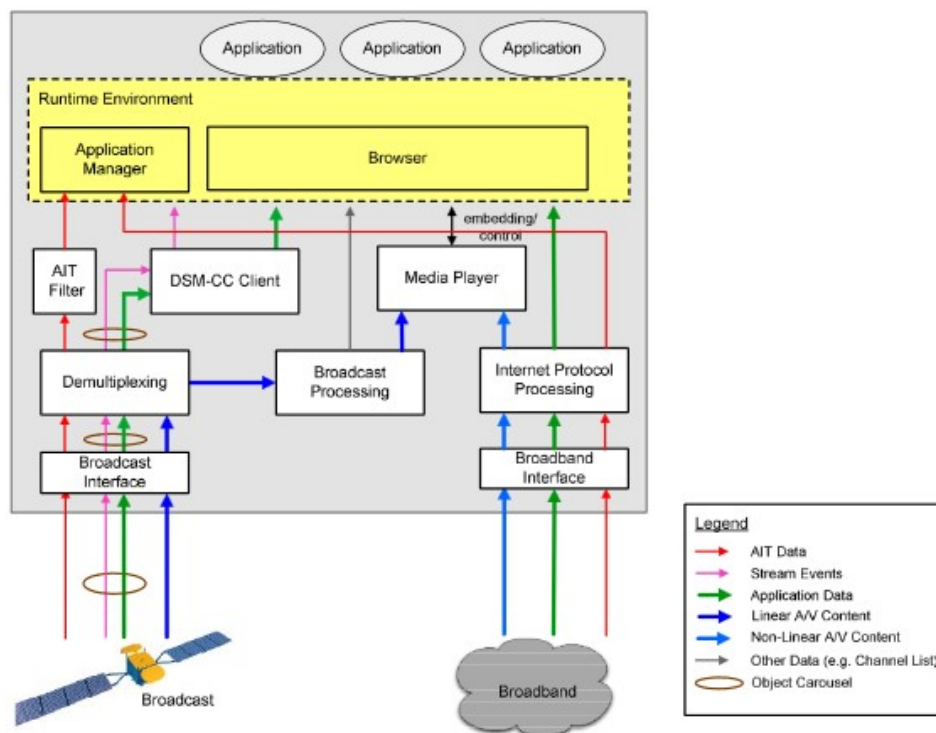 Application
Application
Application
Runtime Environment
Application
Manager
Browser
embedding/
control
AIT
Filter
DSM-CC Client
Media Player
Demultiplexing
Broadcast
Processing
Internet Protocol
Processing
Broadcast
Interface
Broadband
Interface
Broadcast
Broadband
Legend
AIT Data
Stream Events
Application Data
Linear A/V Content
Non-Linear A/V Content
Other Data (e.g. Channel List)
Object Carousel